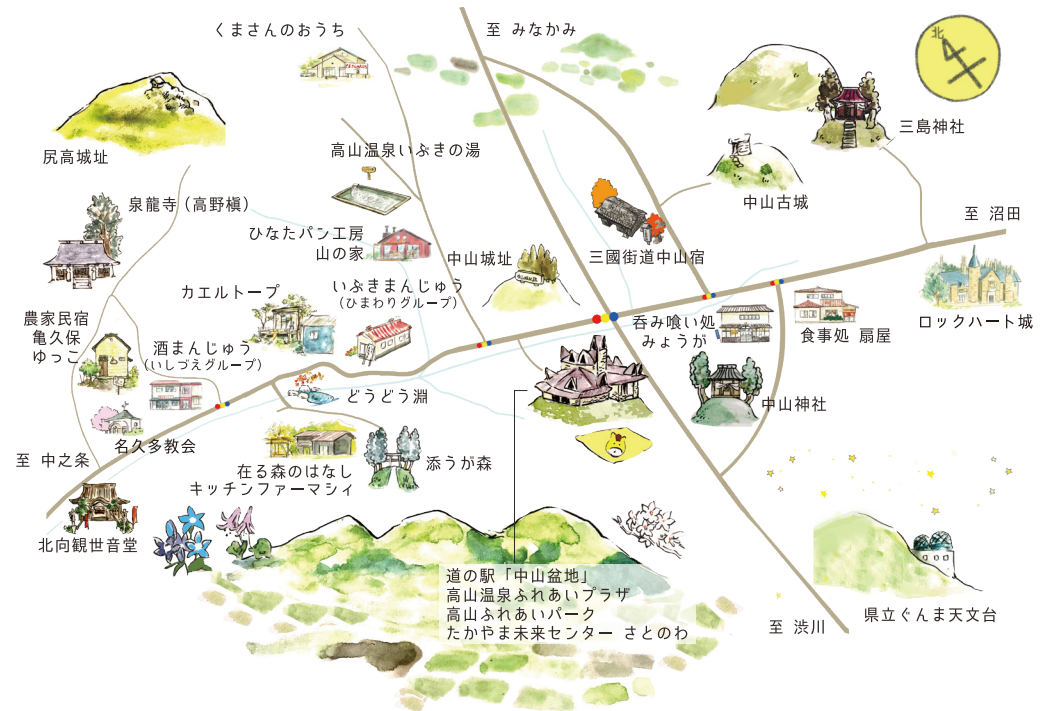 くまさんのおうち
至 みなかみ
北
尻高城址
三島神社
高山温泉いぶきの湯
中山古城
泉龍寺（高野槇）
至 沼田
ひなたパン工房
山の家
中山城址
三國街道中山宿
いぶきまんじゅう
（ひまわりグループ）
カエルトープ
農家民宿
亀久保
ゆっこ
酒まんじゅう
（いしづえグループ）
呑み喰い処
みょうが
食事処 扇屋
ロックハート城
どうどう淵
中山神社
名久多教会
至 中之条
在る森のはなし
キッチンファーマシィ
添うが森
北向観世音堂
道の駅「中山盆地」
高山温泉ふれあいプラザ
高山ふれあいパーク
たかやま未来センター さとのわ
至 渋川
県立ぐんま天文台